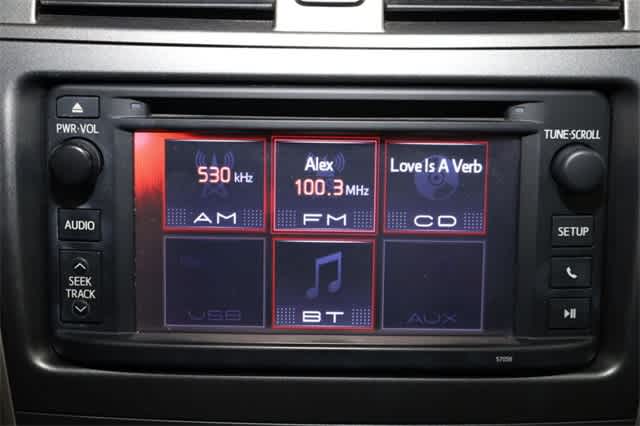 PWR·VOL
TUNE·SCROLL
AUDIO
SEEK
TRACK
SETUP
530 kHz
AM
Alex
100.3 MHz
FM
Love Is A Verb
CD
USB
BT
AUX
57058